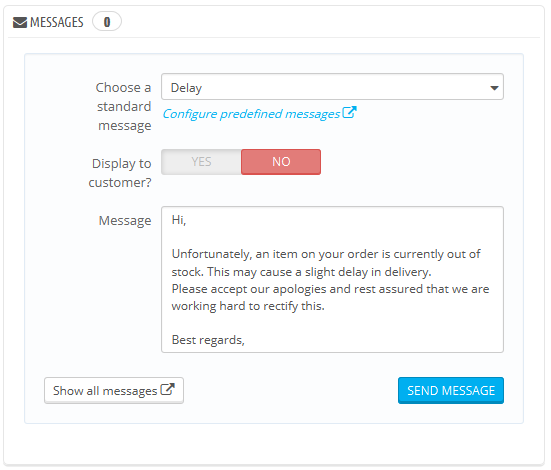 MESSAGES 0
Choose a
standard
message
Delay
Configure predefined messages
Display to
customer?
YES
NO
Message
Hi,
Unfortunately, an item on your order is currently out of
stock. This may cause a slight delay in delivery.
Please accept our apologies and rest assured that we are
working hard to rectify this.
Best regards,
Show all messages
SEND MESSAGE